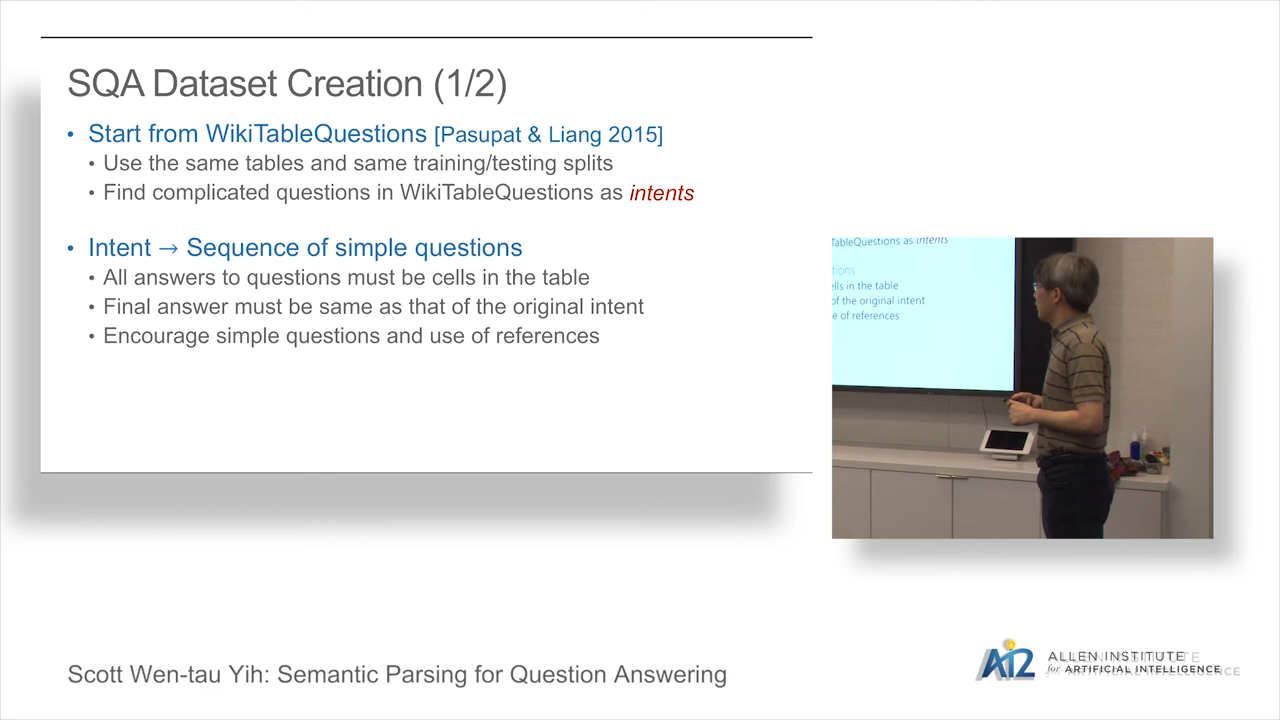 SQA Dataset Creation (1/2)
• Start from WikiTableQuestions [Pasupat & Liang 2015]
• Use the same tables and same training/testing splits
• Find complicated questions in WikiTableQuestions as intents
• Intent → Sequence of simple questions
• All answers to questions must be cells in the table
• Final answer must be same as that of the original intent
• Encourage simple questions and use of references
TableQuestions as intents
tions
ells in the table
of the original intent
e of references
Scott Wen-tau Yih: Semantic Parsing for Question Answering
AI2
ALLEN INSTITUTE
for ARTIFICIAL INTELLIGENCE